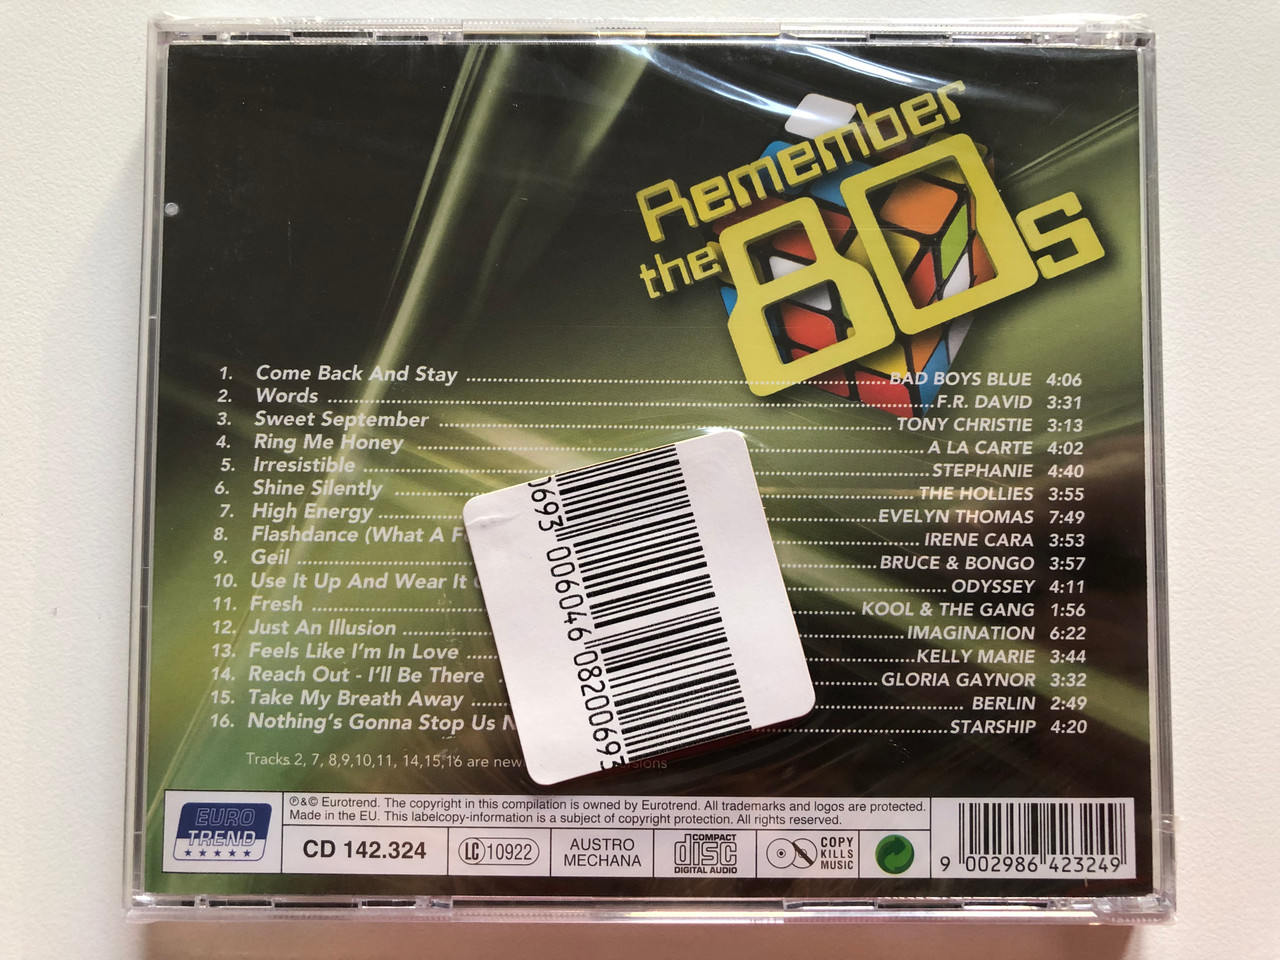 Remember
the 80s
1. Come Back And Stay ........ BAD BOYS BLUE 4:06
2. Words ........ F.R. DAVID 3:31
3. Sweet September ........ TONY CHRISTIE 3:13
4. Ring Me Honey ........ A LA CARTE 4:02
5. Irresistible ........ STEPHANIE 4:40
6. Shine Silently ........ THE HOLLIES 3:55
7. High Energy ........ EVELYN THOMAS 7:49
8. Flashdance (What A ........ IRENE CARA 3:53
9. Geil ........ BRUCE & BONGO 3:57
10. Use It Up And Wear It ........ ODYSSEY 4:11
11. Fresh ........ KOOL & THE GANG 1:56
12. Just An Illusion ........ IMAGINATION 6:22
13. Feels Like I'm In Love ........ KELLY MARIE 3:44
14. Reach Out - I'll Be There ........ GLORIA GAYNOR 3:32
15. Take My Breath Away ........ BERLIN 2:49
16. Nothing's Gonna Stop Us ........ STARSHIP 4:20
Tracks 2, 7, 8,9,10,11, 14,15,16 are new
0693 006046 08200693
EURO TREND
℗&© Eurotrend. The copyright in this compilation is owned by Eurotrend. All trademarks and logos are protected.
Made in the EU. This labelcopy-information is a subject of copyright protection. All rights reserved.
CD 142.324
LC 10922
AUSTRO
MECHANA
COMPACT
disc
DIGITAL AUDIO
COPY
KILLS
MUSIC
9 002986 423249